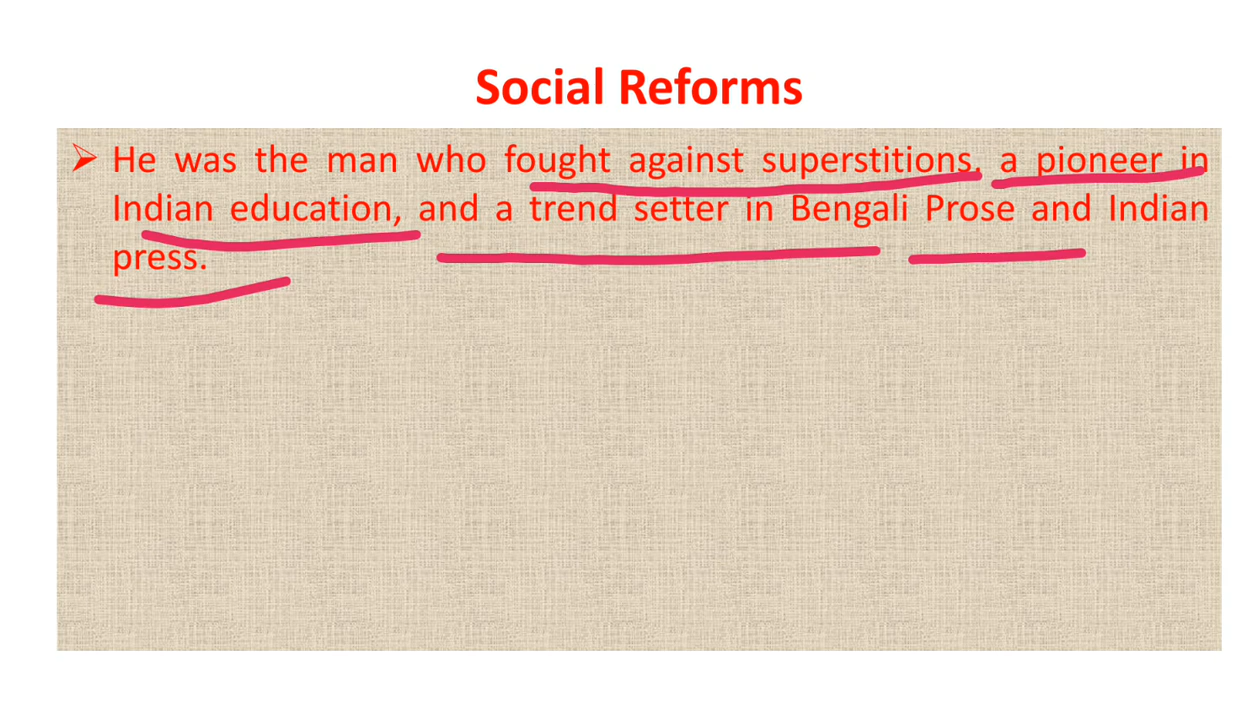 Social Reforms
➢ He was the man who fought against superstitions, a pioneer in
Indian education, and a trend setter in Bengali Prose and Indian
press.